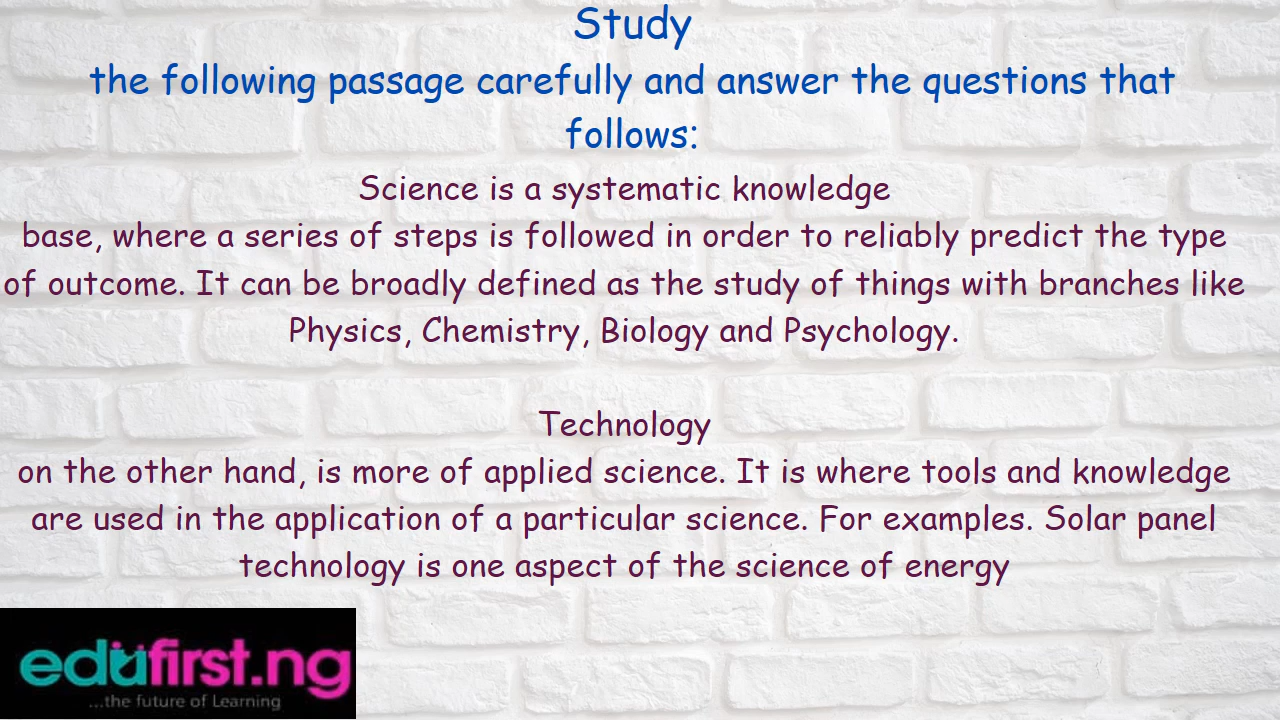 Study
the following passage carefully and answer the questions that
follows:
Science is a systematic knowledge
base, where a series of steps is followed in order to reliably predict the type
of outcome. It can be broadly defined as the study of things with branches like
Physics, Chemistry, Biology and Psychology.
Technology
on the other hand, is more of applied science. It is where tools and knowledge
are used in the application of a particular science. For examples. Solar panel
technology is one aspect of the science of energy
edufirst.ng
...the future of Learning